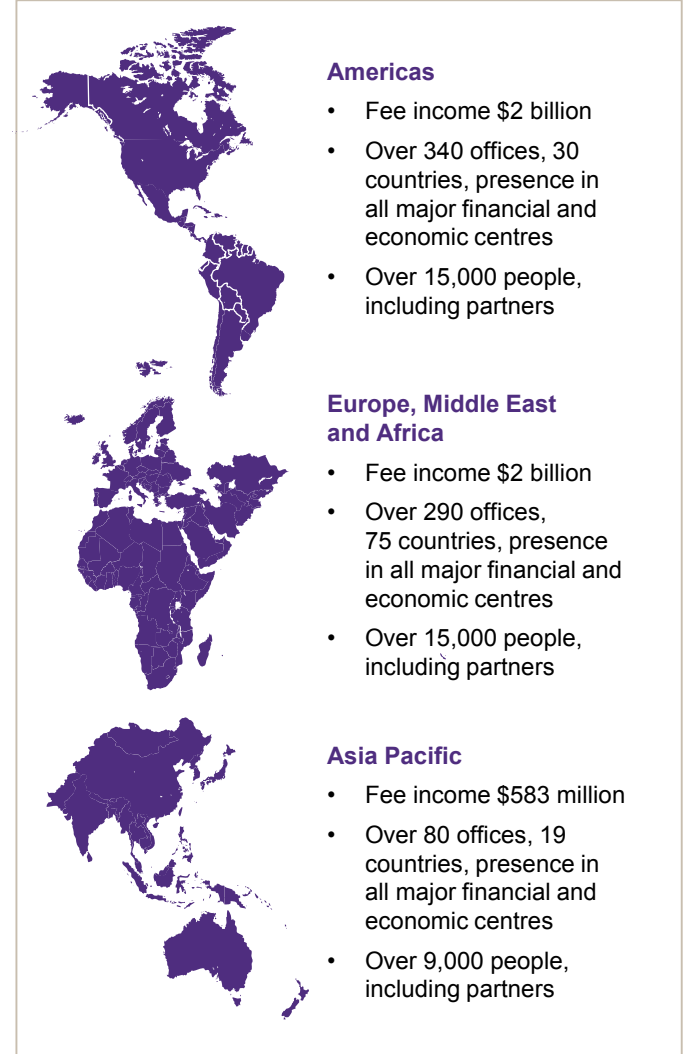 Americas
• Fee income $2 billion
• Over 340 offices, 30
countries, presence in
all major financial and
economic centres
• Over 15,000 people,
including partners
Europe, Middle East
and Africa
• Fee income $2 billion
• Over 290 offices,
75 countries, presence
in all major financial and
economic centres
• Over 15,000 people,
including partners
Asia Pacific
• Fee income $583 million
• Over 80 offices, 19
countries, presence in
all major financial and
economic centres
• Over 9,000 people,
including partners